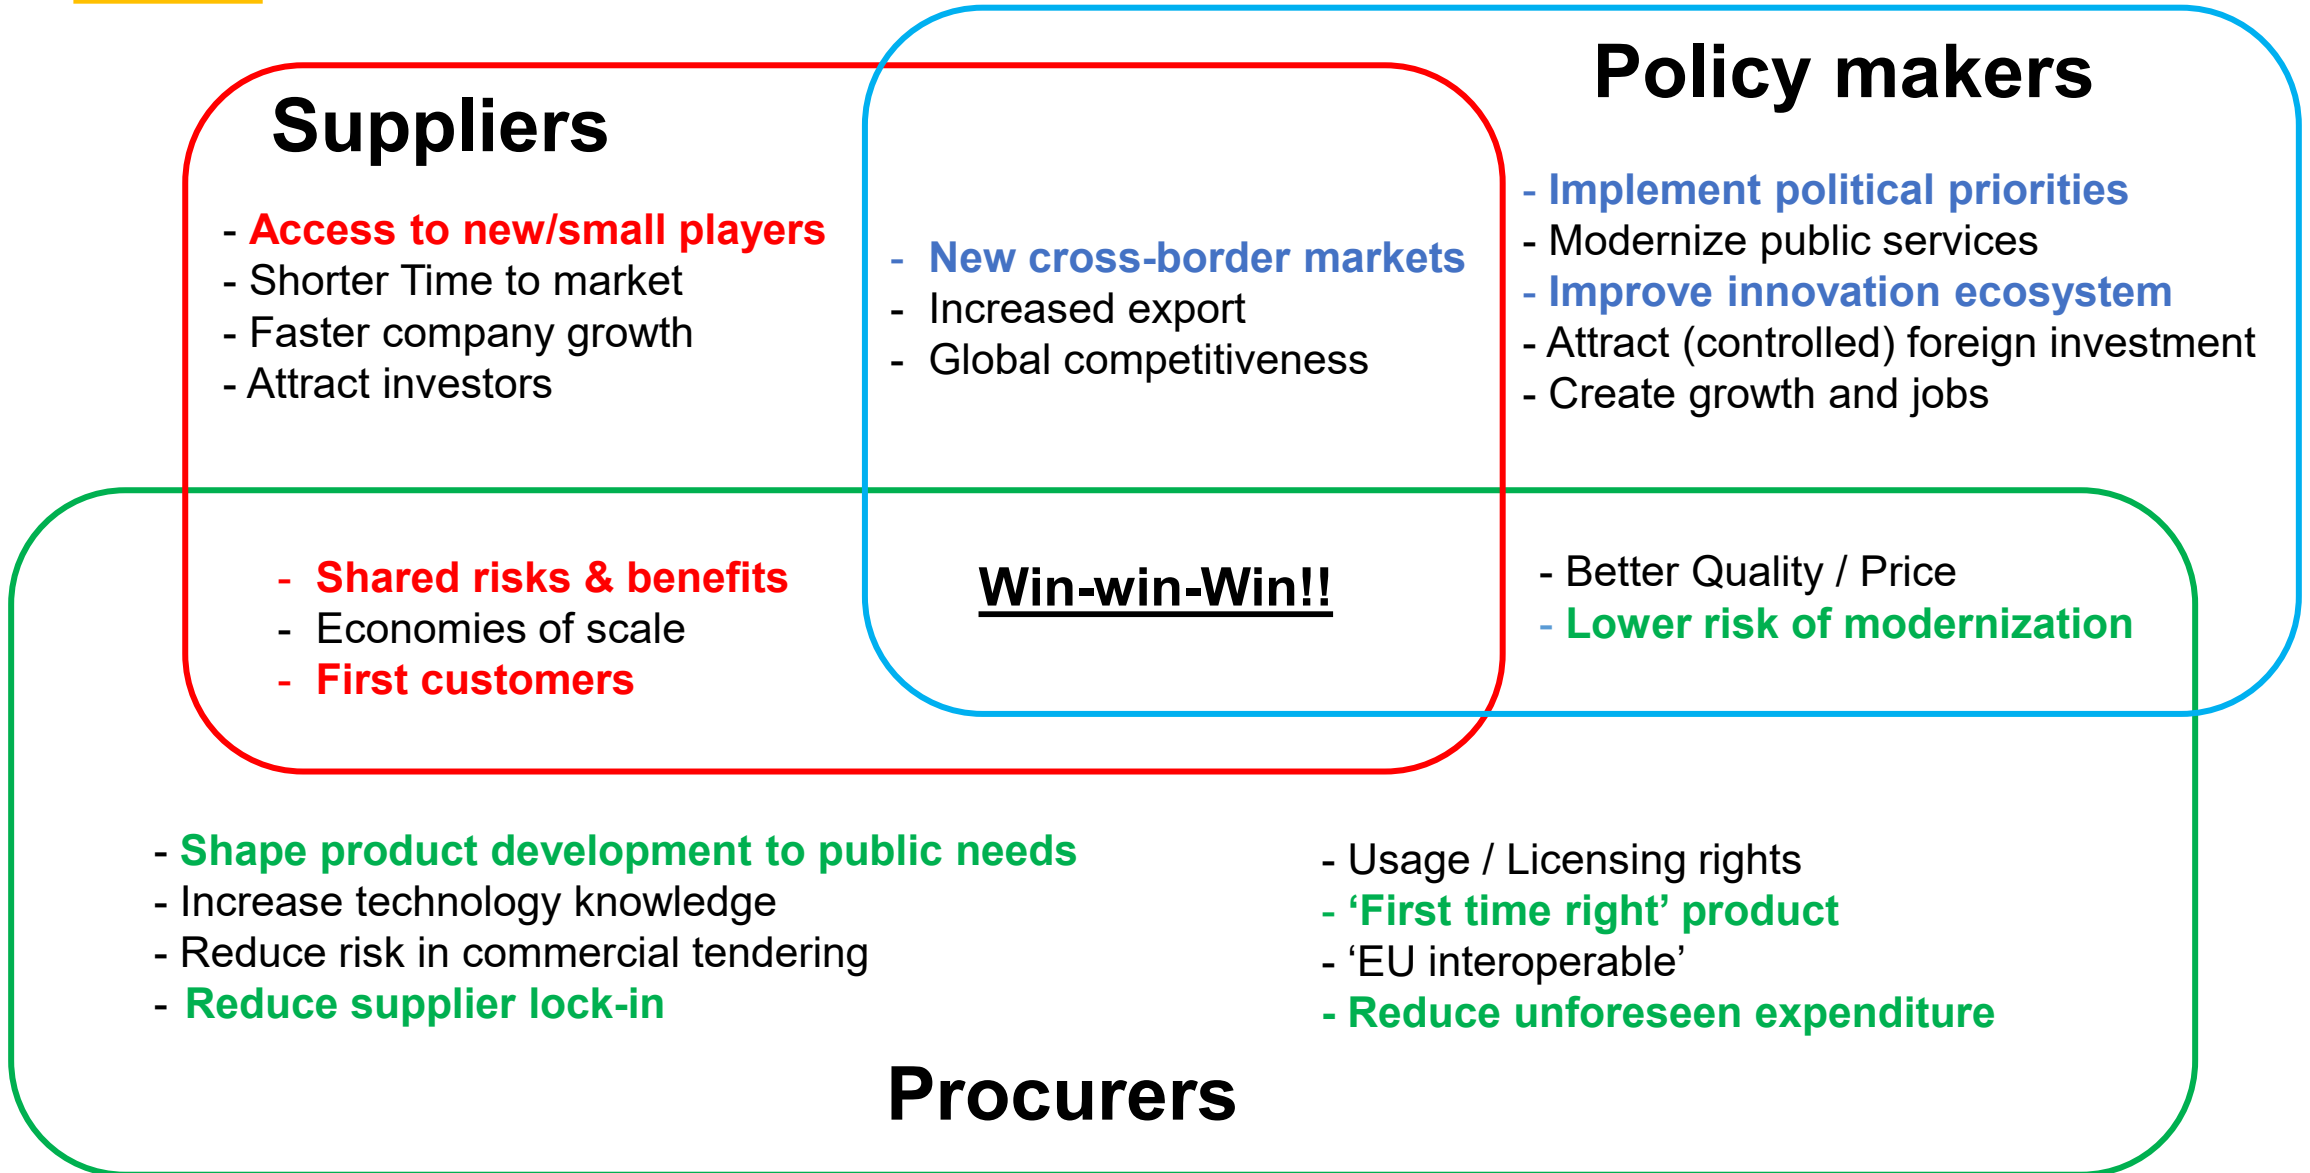 Policy makers
Suppliers
- Access to new/small players
- Shorter Time to market
- Faster company growth
- Attract investors
- New cross-border markets
- Increased export
- Global competitiveness
- Implement political priorities
- Modernize public services
- Improve innovation ecosystem
- Attract (controlled) foreign investment
- Create growth and jobs
- Shared risks & benefits
- Economies of scale
- First customers
Win-win-Win!!
- Better Quality / Price
- Lower risk of modernization
- Shape product development to public needs
- Increase technology knowledge
- Reduce risk in commercial tendering
- Reduce supplier lock-in
- Usage / Licensing rights
- ‘First time right’ product
- ‘EU interoperable’
- Reduce unforeseen expenditure
Procurers